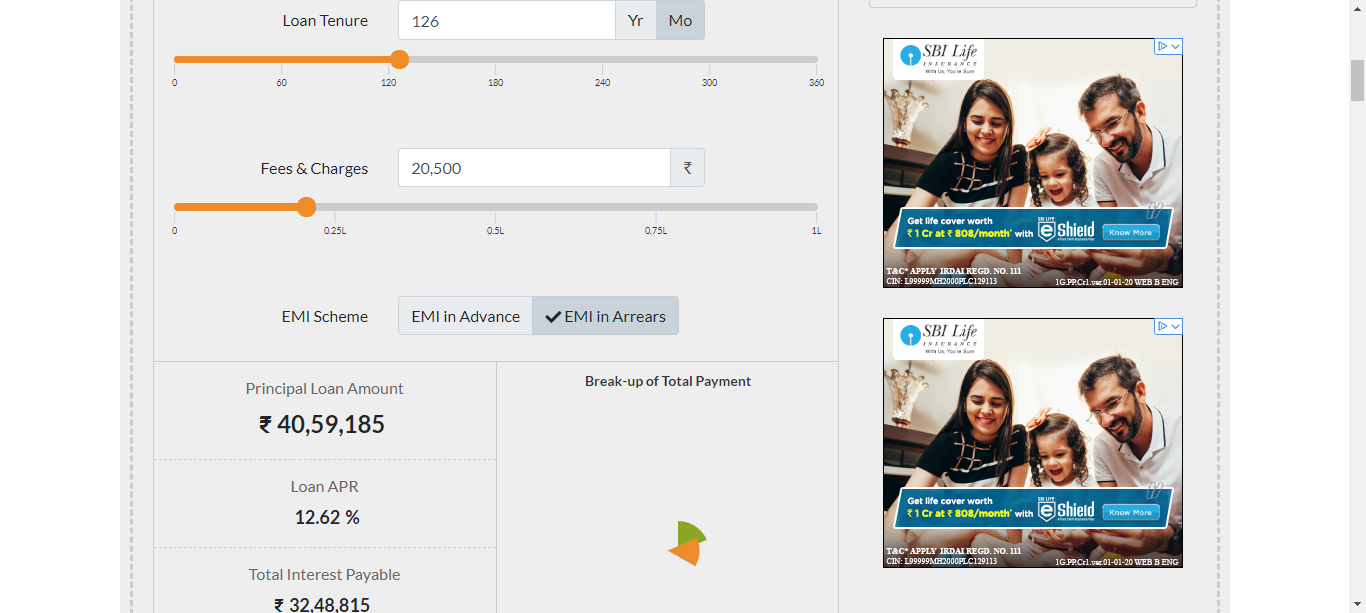 Loan Tenure
126
Yr
Mo
0
60
120
180
240
300
360
Fees & Charges
20,500
₹
0
0.25L
0.5L
0.75L
1L
EMI Scheme
EMI in Advance
EMI in Arrears
Principal Loan Amount
₹ 40,59,185
Loan APR
12.62 %
Total Interest Payable
₹ 32,48,815
Break-up of Total Payment
SBI Life
INSURANCE
With Us, You're Sure
Get life cover worth
₹ 1 Cr at ₹ 808/month* with
SBI LIFE-
eShield
Know More
T&C* APPLY IRDAI REGD. NO. 111
CIN: L99999MH2000PLC129113
1G.PP.Cr1.ver.01-01-20 WEB B ENG
SBI Life
INSURANCE
With Us, You're Sure
Get life cover worth
₹ 1 Cr at ₹ 808/month* with
SBI LIFE-
eShield
Know More
T&C* APPLY IRDAI REGD. NO. 111
CIN: L99999MH2000PLC129113
1G.PP.Cr1.ver.01-01-20 WEB B ENG